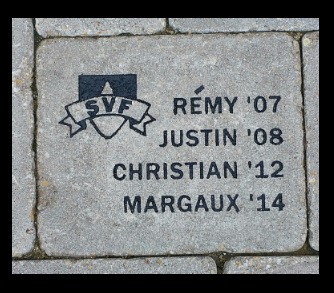 SVF
RÉMY '07
JUSTIN '08
CHRISTIAN '12
MARGAUX '14